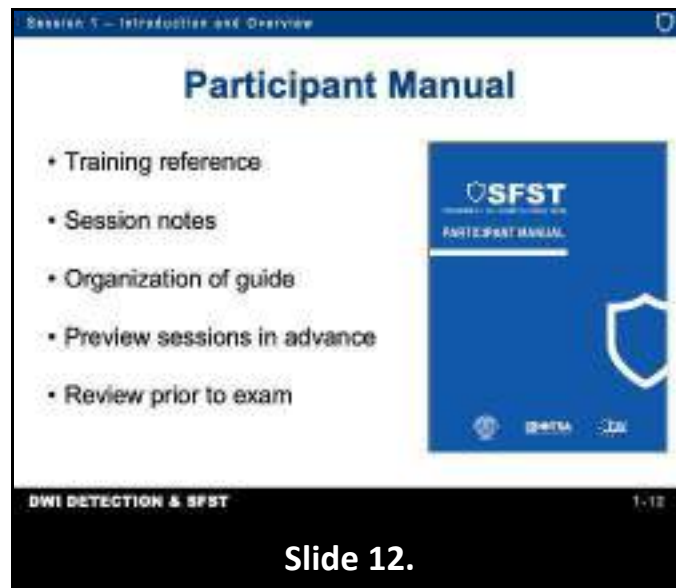 Session 1 – Introduction and Overview
Participant Manual
• Training reference
• Session notes
• Organization of guide
• Preview sessions in advance
• Review prior to exam
SFST
PARTICIPANT MANUAL
DWI DETECTION & SFST
1-12
Slide 12.